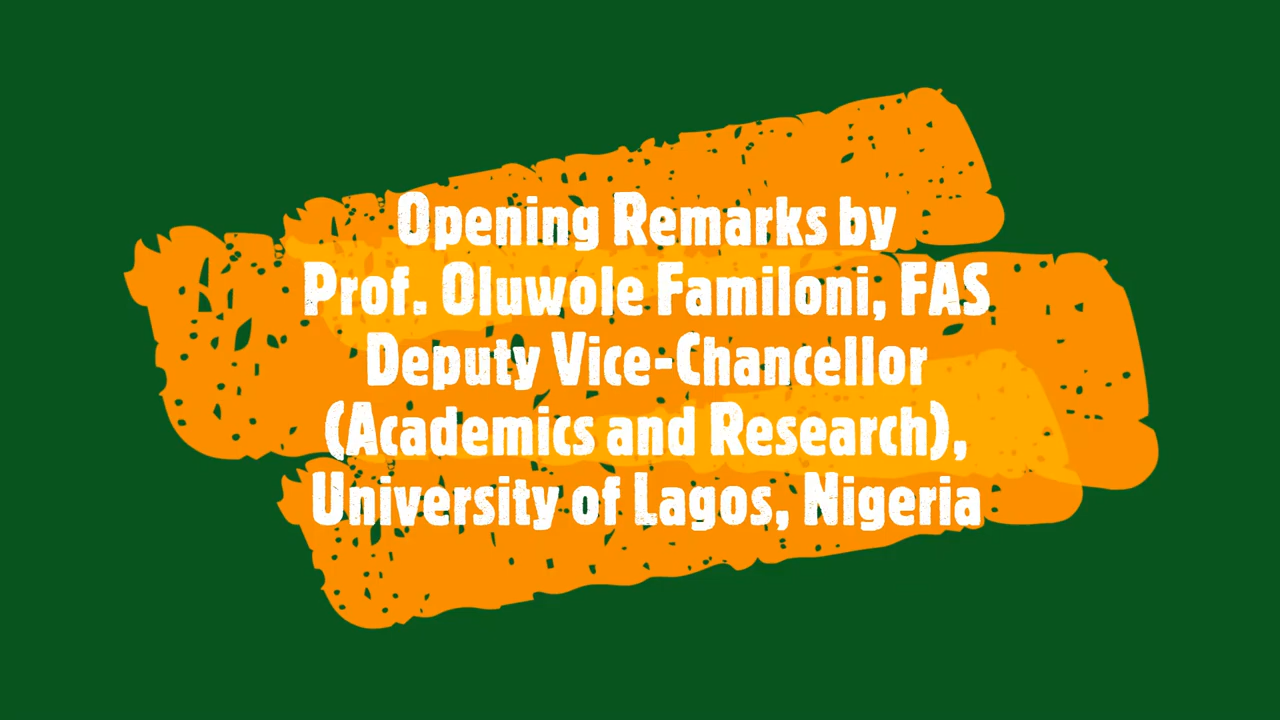 Opening Remarks by
Prof. Oluwole Familoni, FAS
Deputy Vice-Chancellor
(Academics and Research),
University of Lagos, Nigeria